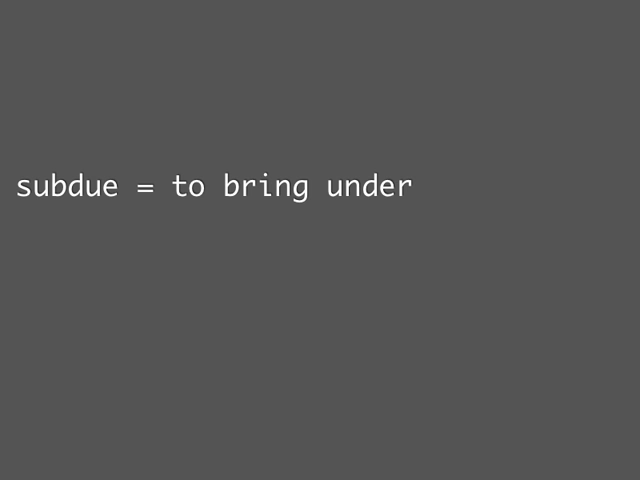 subdue = to bring under